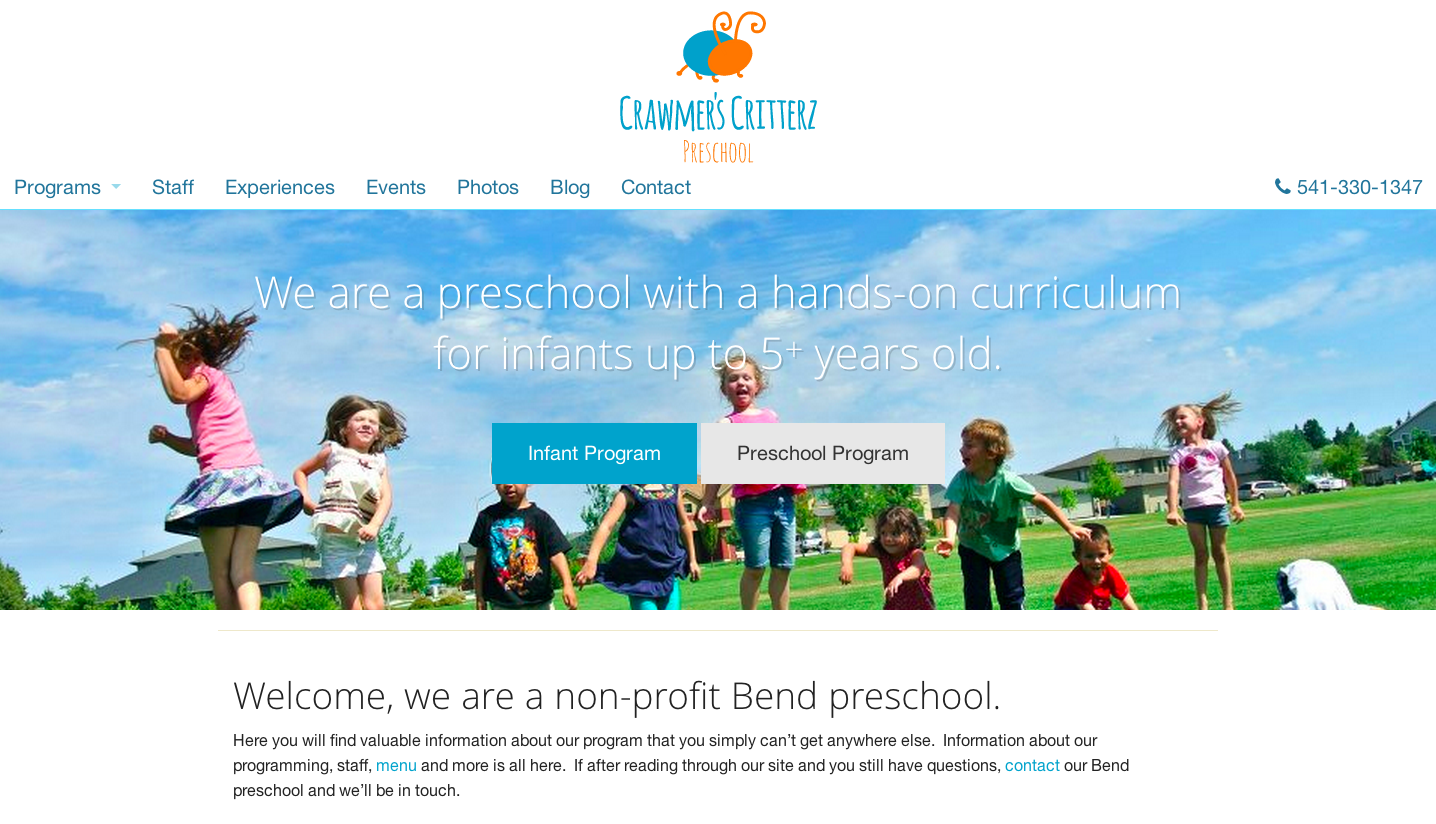 CRAWMER'S CRITTERZ
PRESCHOOL
Programs Staff Experiences Events Photos Blog Contact 541-330-1347
We are a preschool with a hands-on curriculum
for infants up to 5+ years old.
Infant Program Preschool Program
Welcome, we are a non-profit Bend preschool.
Here you will find valuable information about our program that you simply can’t get anywhere else.  Information about our
programming, staff, menu and more is all here.  If after reading through our site and you still have questions, contact our Bend
preschool and we’ll be in touch.